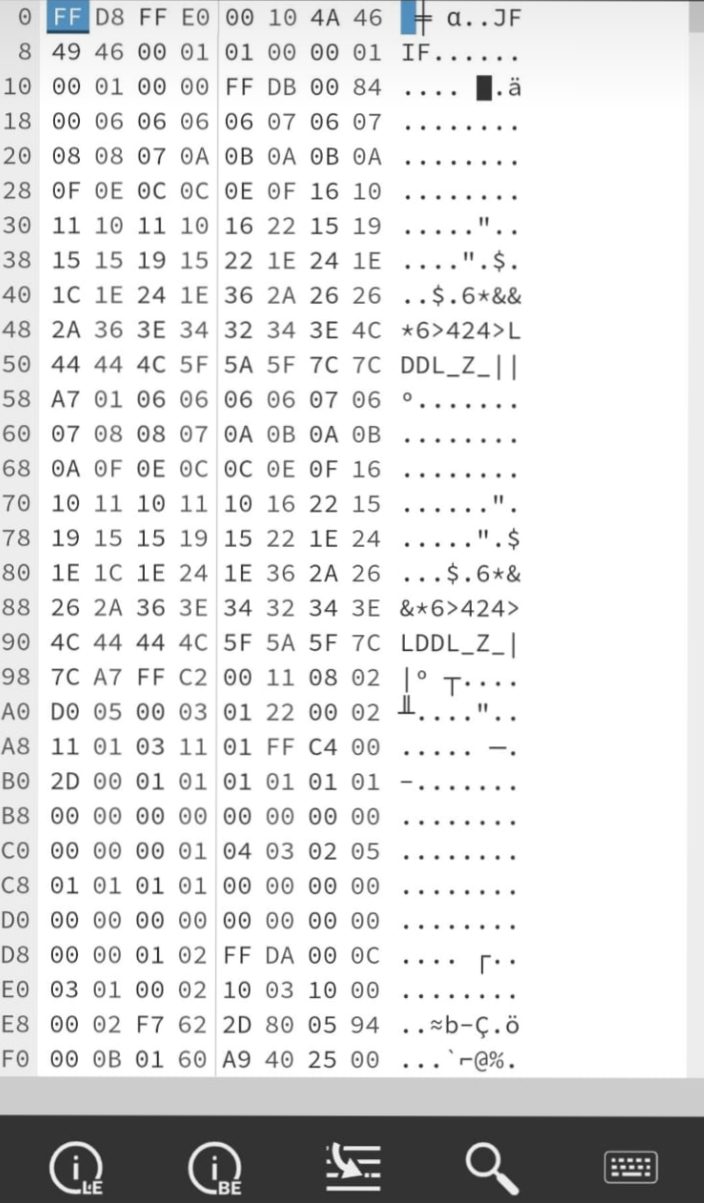 0 FF D8 FF E0 00 10 4A 46 ╪ α..JF
8 49 46 00 01 01 00 00 01 IF......
10 00 01 00 00 FF DB 00 84 .... █.ä
18 00 06 06 06 06 07 06 07 ........
20 08 08 07 0A 0B 0A 0B 0A ........
28 0F 0E 0C 0C 0E 0F 16 10 ........
30 11 10 11 10 16 22 15 19 ....."..
38 15 15 19 15 22 1E 24 1E ....".$.
40 1C 1E 24 1E 36 2A 26 26 ..$.6*&&
48 2A 36 3E 34 32 34 3E 4C *6>424>L
50 44 44 4C 5F 5A 5F 7C 7C DDL_Z_||
58 A7 01 06 06 06 06 07 06 º.......
60 07 08 08 07 0A 0B 0A 0B ........
68 0A 0F 0E 0C 0C 0E 0F 16 ........
70 10 11 10 11 10 16 22 15 ......".
78 19 15 15 19 15 22 1E 24 .....".$
80 1E 1C 1E 24 1E 36 2A 26 ...$.6*&
88 26 2A 36 3E 34 32 34 3E &*6>424>
90 4C 44 44 4C 5F 5A 5F 7C LDDL_Z_|
98 7C A7 FF C2 00 11 08 02 |º ┬....
A0 D0 05 00 03 01 22 00 02 ╨...."..
A8 11 01 03 11 01 FF C4 00 ..... ─.
B0 2D 00 01 01 01 01 01 01 -.......
B8 00 00 00 00 00 00 00 00 ........
C0 00 00 00 01 04 03 02 05 ........
C8 01 01 01 01 00 00 00 00 ........
D0 00 00 00 00 00 00 00 00 ........
D8 00 00 01 02 FF DA 00 0C .... ┌..
E0 03 01 00 02 10 03 10 00 ........
E8 00 02 F7 62 2D 80 05 94 ..≈b-Ç.ö
F0 00 0B 01 60 A9 40 25 00 ...`⌐@%.
i LE i BE